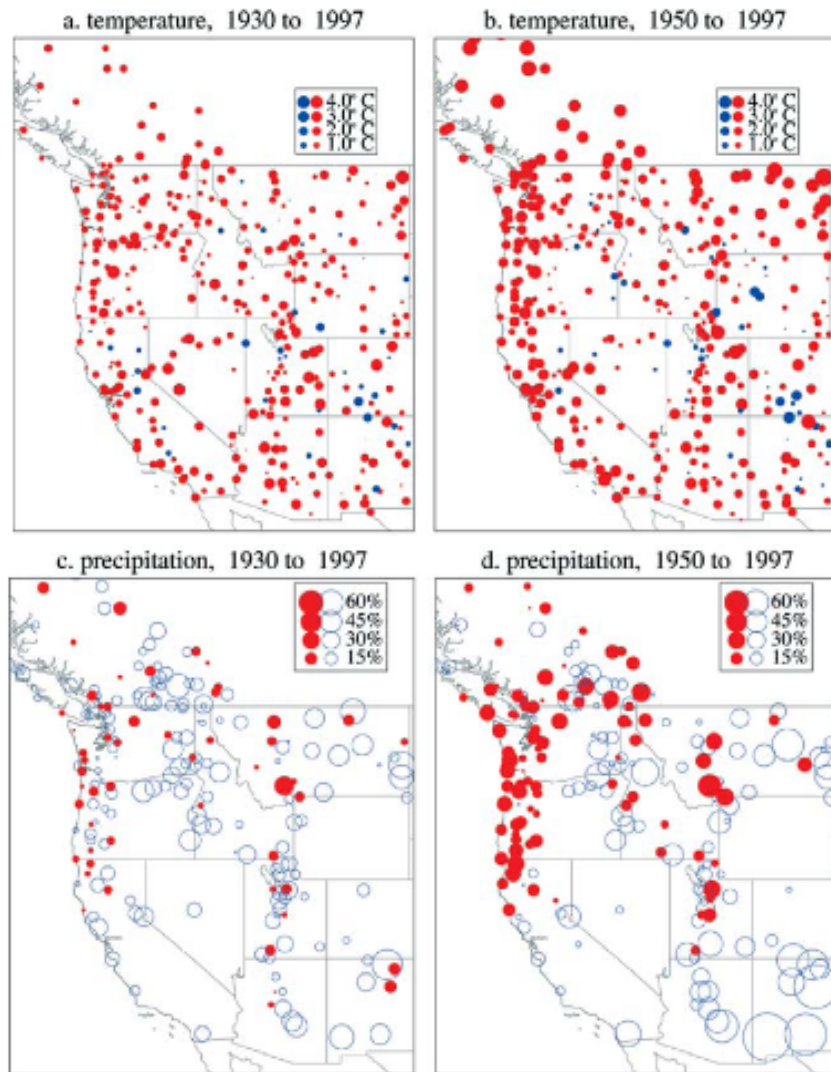 a. temperature, 1930 to 1997
4.0° C
3.0° C
2.0° C
1.0° C
b. temperature, 1950 to 1997
4.0° C
3.0° C
2.0° C
1.0° C
c. precipitation, 1930 to 1997
60%
45%
30%
15%
d. precipitation, 1950 to 1997
60%
45%
30%
15%